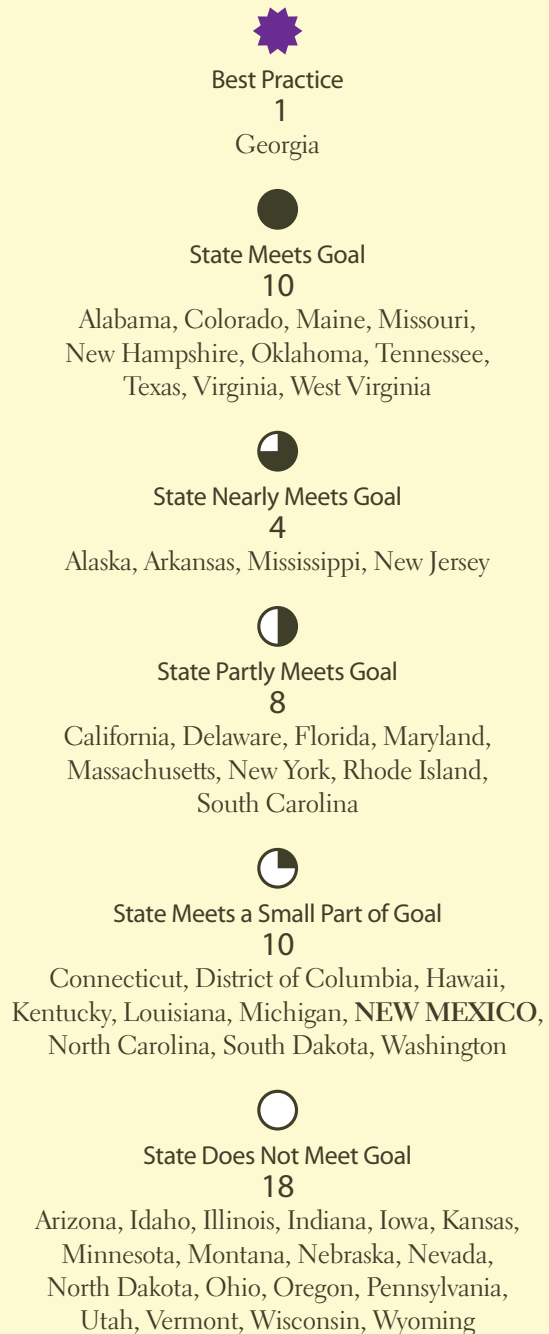 Best Practice
1
Georgia
State Meets Goal
10
Alabama, Colorado, Maine, Missouri,
New Hampshire, Oklahoma, Tennessee,
Texas, Virginia, West Virginia
State Nearly Meets Goal
4
Alaska, Arkansas, Mississippi, New Jersey
State Partly Meets Goal
8
California, Delaware, Florida, Maryland,
Massachusetts, New York, Rhode Island,
South Carolina
State Meets a Small Part of Goal
10
Connecticut, District of Columbia, Hawaii,
Kentucky, Louisiana, Michigan, NEW MEXICO,
North Carolina, South Dakota, Washington
State Does Not Meet Goal
18
Arizona, Idaho, Illinois, Indiana, Iowa, Kansas,
Minnesota, Montana, Nebraska, Nevada,
North Dakota, Ohio, Oregon, Pennsylvania,
Utah, Vermont, Wisconsin, Wyoming